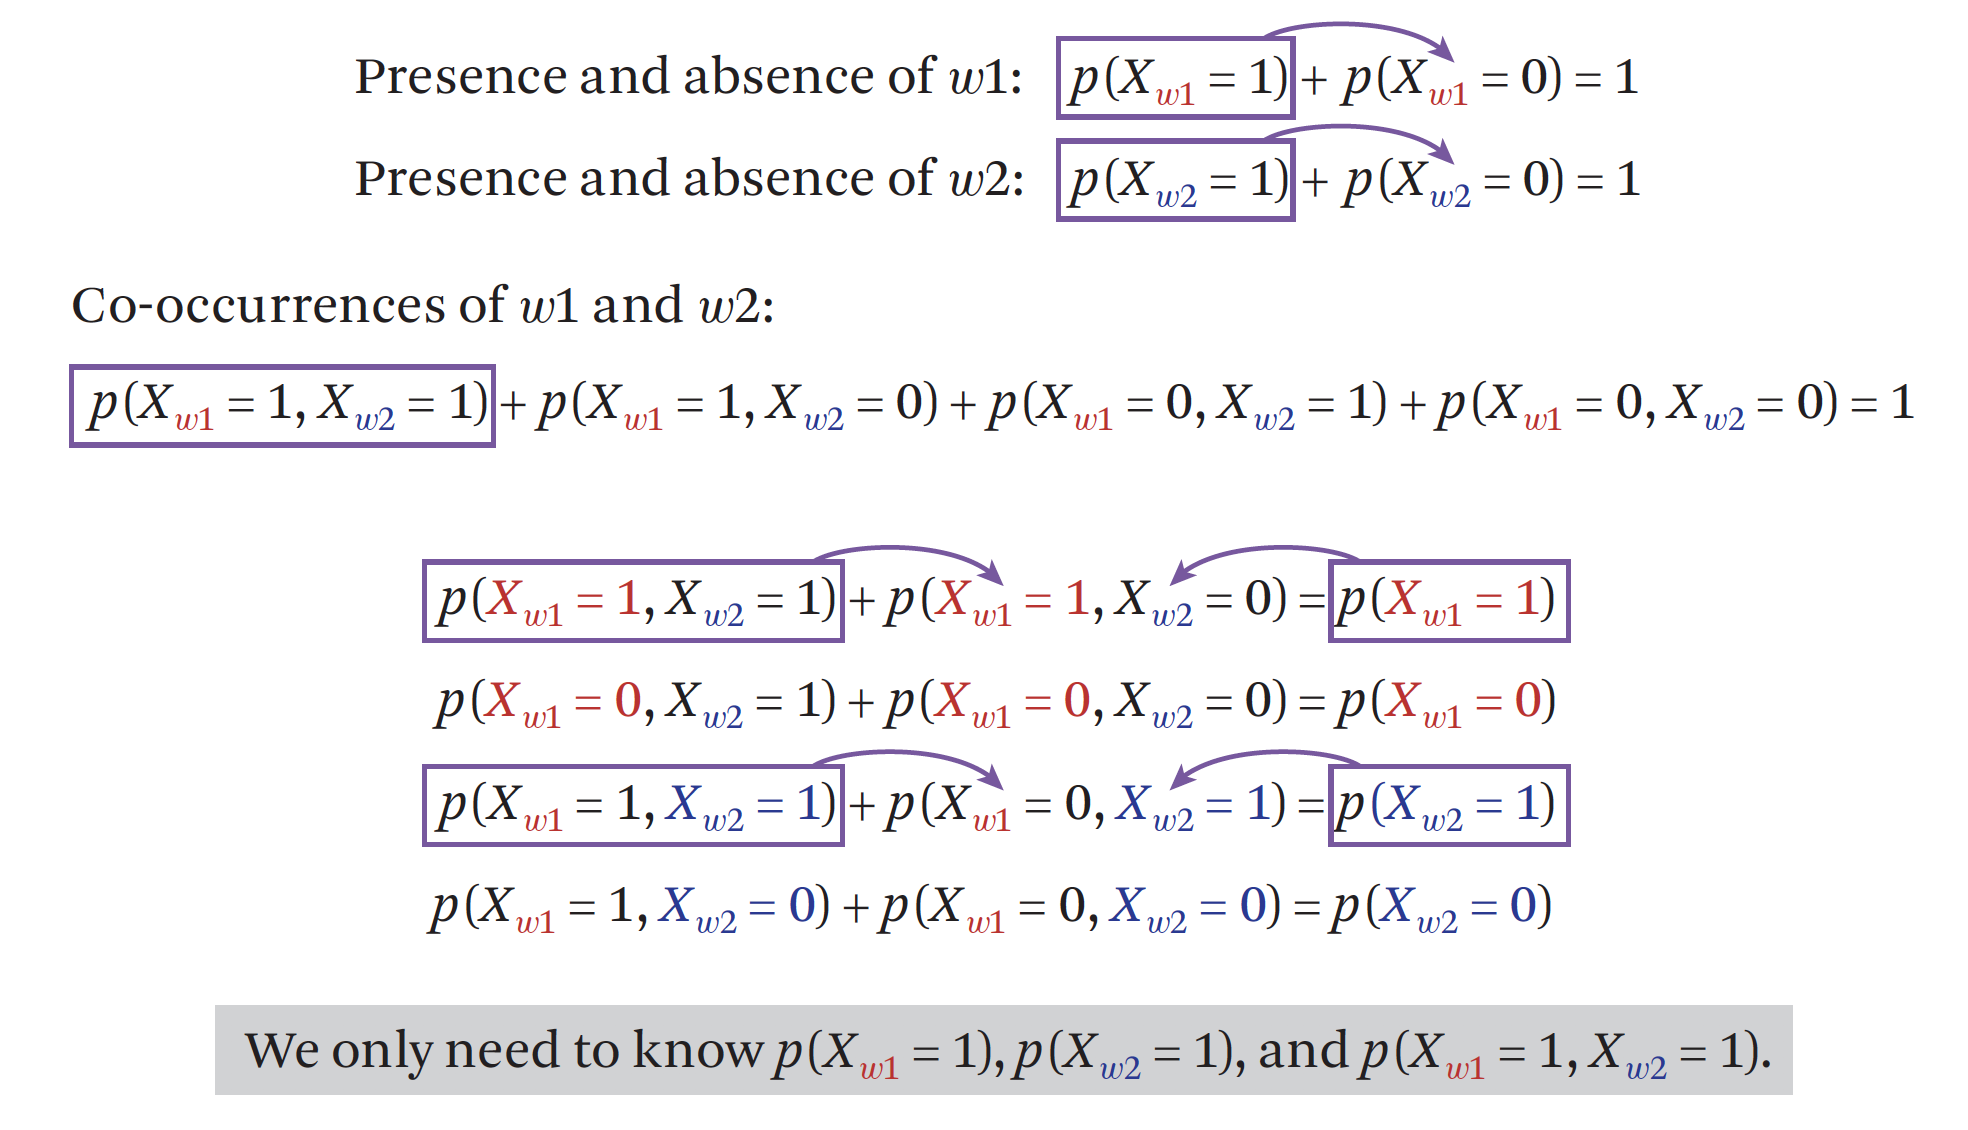 Presence and absence of w1: p(X_w1 = 1) + p(X_w1 = 0) = 1
Presence and absence of w2: p(X_w2 = 1) + p(X_w2 = 0) = 1
Co-occurrences of w1 and w2:
p(X_w1 = 1, X_w2 = 1) + p(X_w1 = 1, X_w2 = 0) + p(X_w1 = 0, X_w2 = 1) + p(X_w1 = 0, X_w2 = 0) = 1
p(X_w1 = 1, X_w2 = 1) + p(X_w1 = 1, X_w2 = 0) = p(X_w1 = 1)
p(X_w1 = 0, X_w2 = 1) + p(X_w1 = 0, X_w2 = 0) = p(X_w1 = 0)
p(X_w1 = 1, X_w2 = 1) + p(X_w1 = 0, X_w2 = 1) = p(X_w2 = 1)
p(X_w1 = 1, X_w2 = 0) + p(X_w1 = 0, X_w2 = 0) = p(X_w2 = 0)
We only need to know p(X_w1 = 1), p(X_w2 = 1), and p(X_w1 = 1, X_w2 = 1).